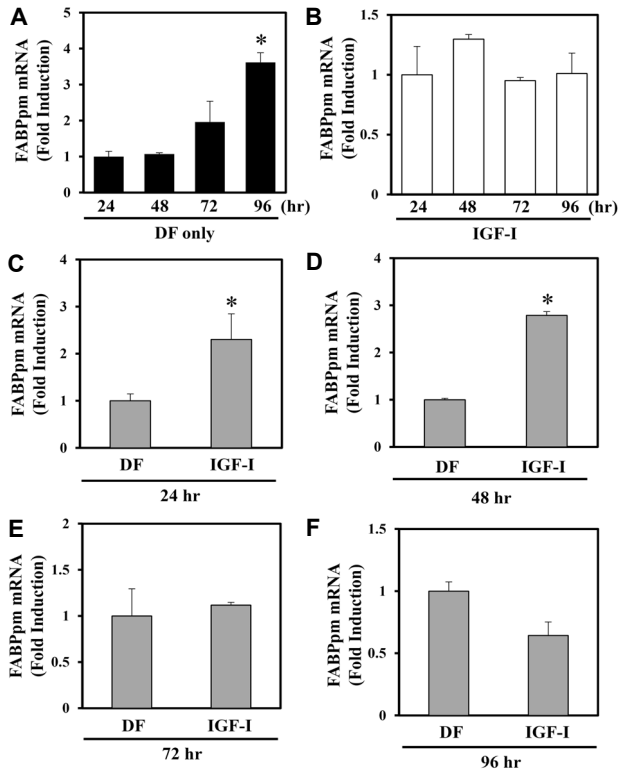 A
FABPpm mRNA
(Fold Induction)
5
4
3
2
1
0
*
24 48 72 96 (hr)
DF only
B
FABPpm mRNA
(Fold Induction)
1.5
1
0.5
0
24 48 72 96 (hr)
IGF-I
C
FABPpm mRNA
(Fold Induction)
4
3
2
1
0
*
DF IGF-I
24 hr
D
FABPpm mRNA
(Fold Induction)
4
3
2
1
0
*
DF IGF-I
48 hr
E
FABPpm mRNA
(Fold Induction)
2
1.5
1
0.5
0
DF IGF-I
72 hr
F
FABPpm mRNA
(Fold Induction)
1.5
1
0.5
0
DF IGF-I
96 hr